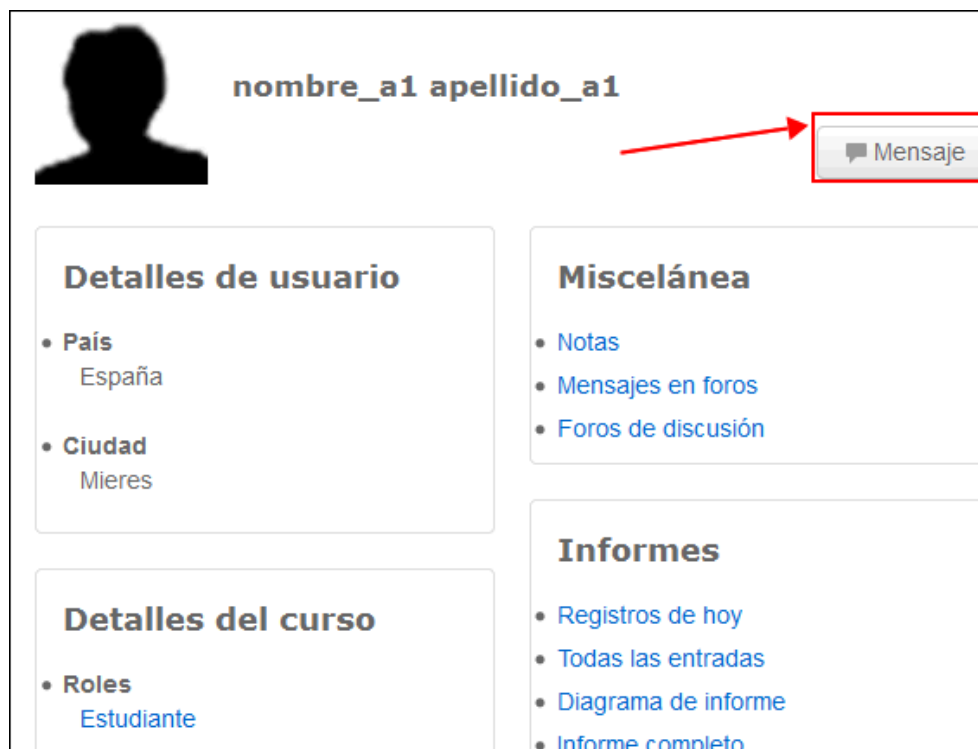 nombre_a1 apellido_a1
Mensaje
Detalles de usuario
País
España
Ciudad
Mieres
Detalles del curso
Roles
Estudiante
Miscelánea
Notas
Mensajes en foros
Foros de discusión
Informes
Registros de hoy
Todas las entradas
Diagrama de informe
Informe completo